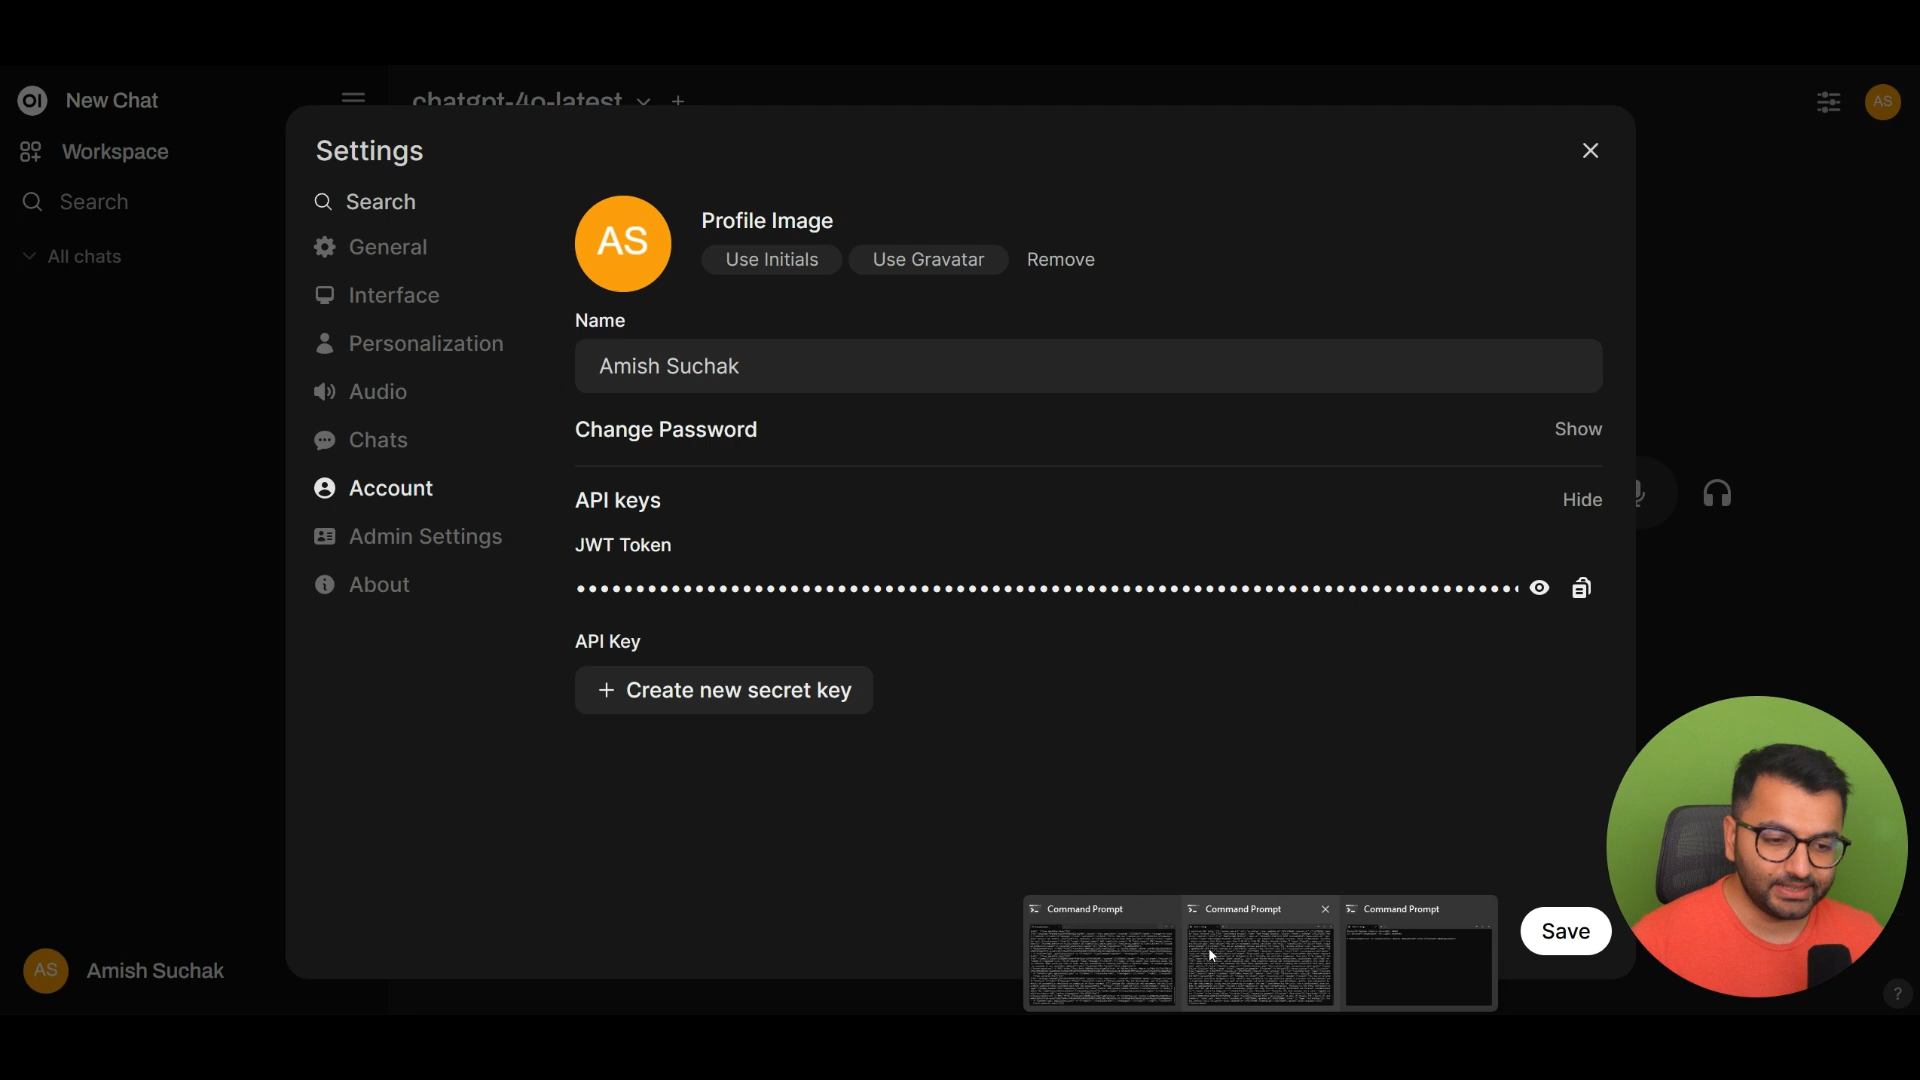 OI New Chat
chatgpt-4o-latest
AS
Workspace
Search
All chats
Settings
Search
General
Interface
Personalization
Audio
Chats
Account
Admin Settings
About
AS
Profile Image
Use Initials
Use Gravatar
Remove
Name
Amish Suchak
Change Password
Show
API keys
Hide
JWT Token
API Key
+ Create new secret key
Command Prompt
Command Prompt
Command Prompt
Save
AS
Amish Suchak
?